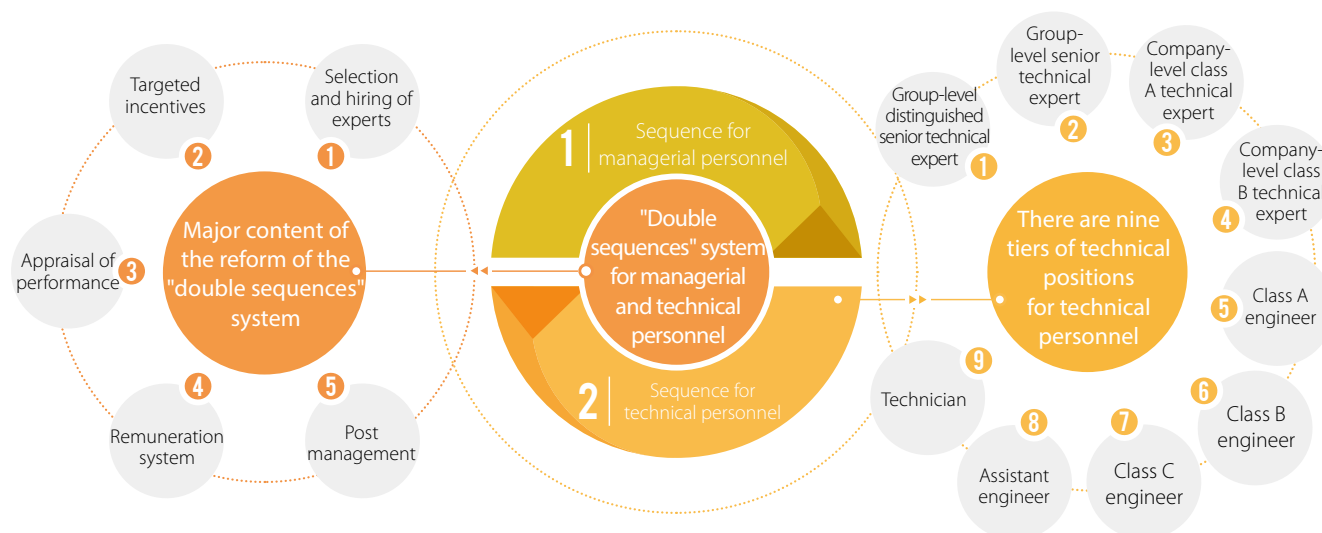 Targeted
incentives
2
Selection
and hiring of
experts
1
Appraisal of
performance
3
Major content of
the reform of the
"double sequences"
system
4
Remuneration
system
5
Post
management
1
Sequence for
managerial personnel
"Double
sequences" system
for managerial
and technical
personnel
2
Sequence for
technical personnel
Group-level
distinguished
senior technical
expert
1
Group-
level senior
technical
expert
2
Company-
level class
A technical
expert
3
Company-
level class
B technical
expert
4
There are nine
tiers of technical
positions
for technical
personnel
5
Class A
engineer
6
Class B
engineer
7
Class C
engineer
8
Assistant
engineer
9
Technician